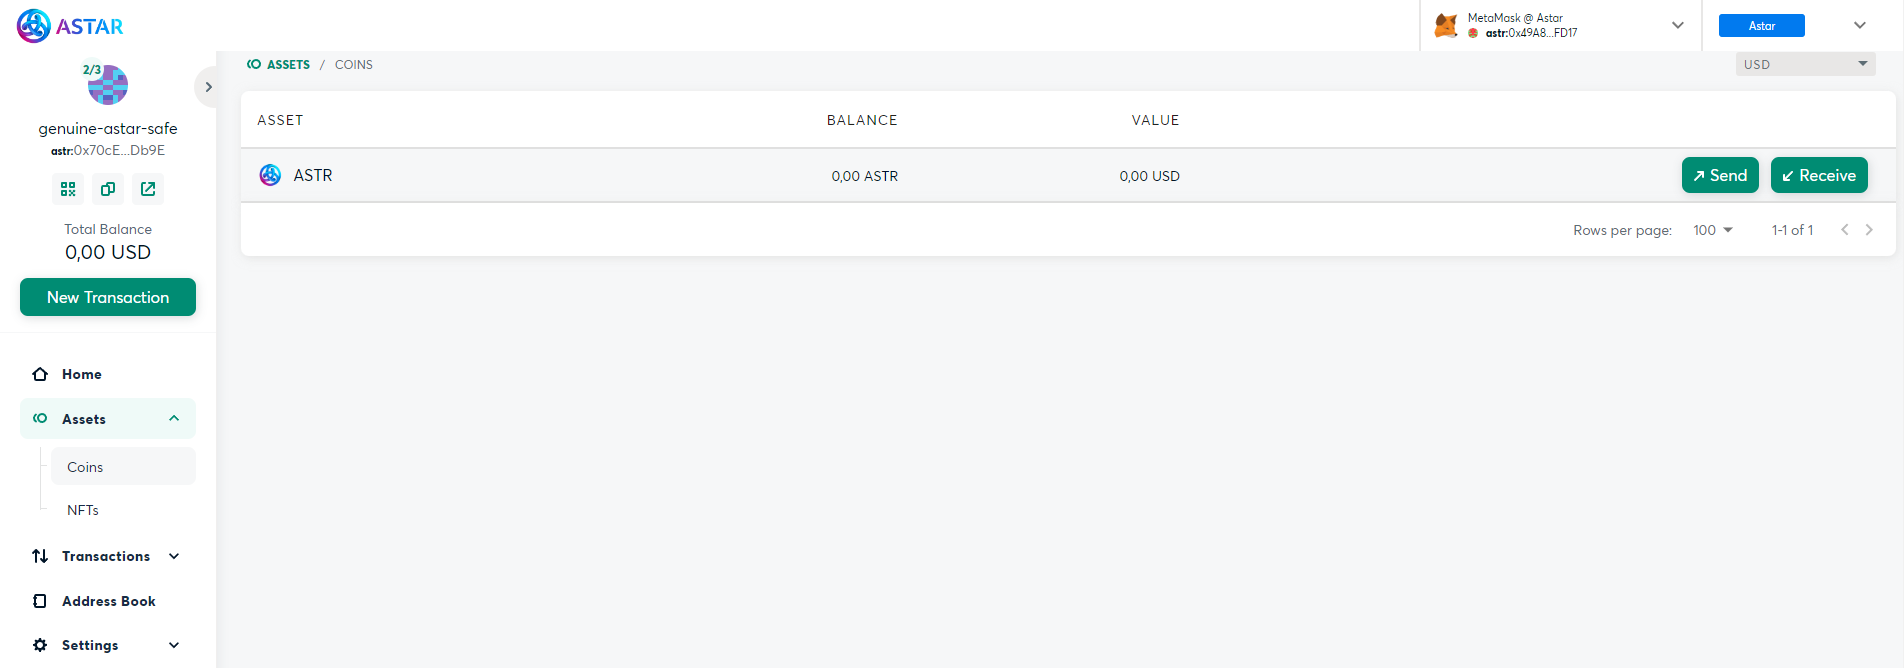 ASTAR
MetaMask @ Astar
astr:0x49A8...FD17
Astar
2/3
genuine-astar-safe
astr:0x70cE...Db9E
Total Balance
0,00 USD
New Transaction
Home
Assets
Coins
NFTs
Transactions
Address Book
Settings
ASSETS / COINS
USD
ASSET BALANCE VALUE
ASTR 0,00 ASTR 0,00 USD Send Receive
Rows per page: 100 1-1 of 1